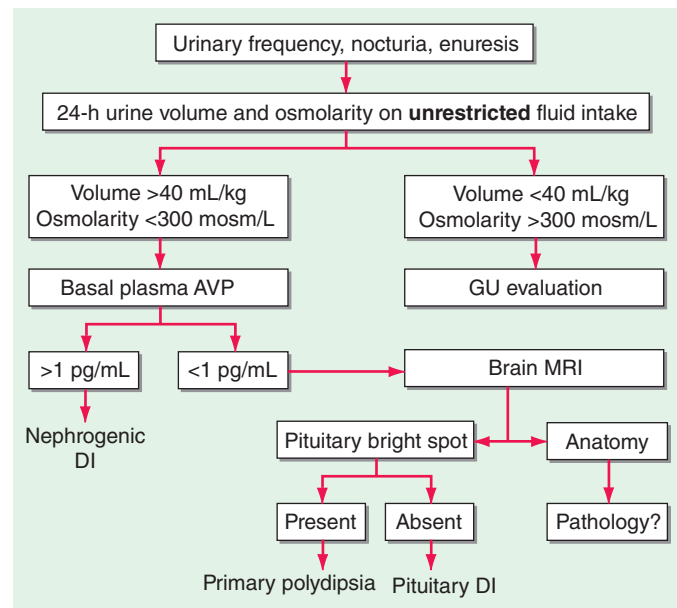 Urinary frequency, nocturia, enuresis
24-h urine volume and osmolarity on unrestricted fluid intake
Volume >40 mL/kg
Osmolarity <300 mosm/L
Volume <40 mL/kg
Osmolarity >300 mosm/L
Basal plasma AVP
GU evaluation
>1 pg/mL
<1 pg/mL
Brain MRI
Nephrogenic
DI
Pituitary bright spot
Anatomy
Present
Absent
Pathology?
Primary polydipsia
Pituitary DI